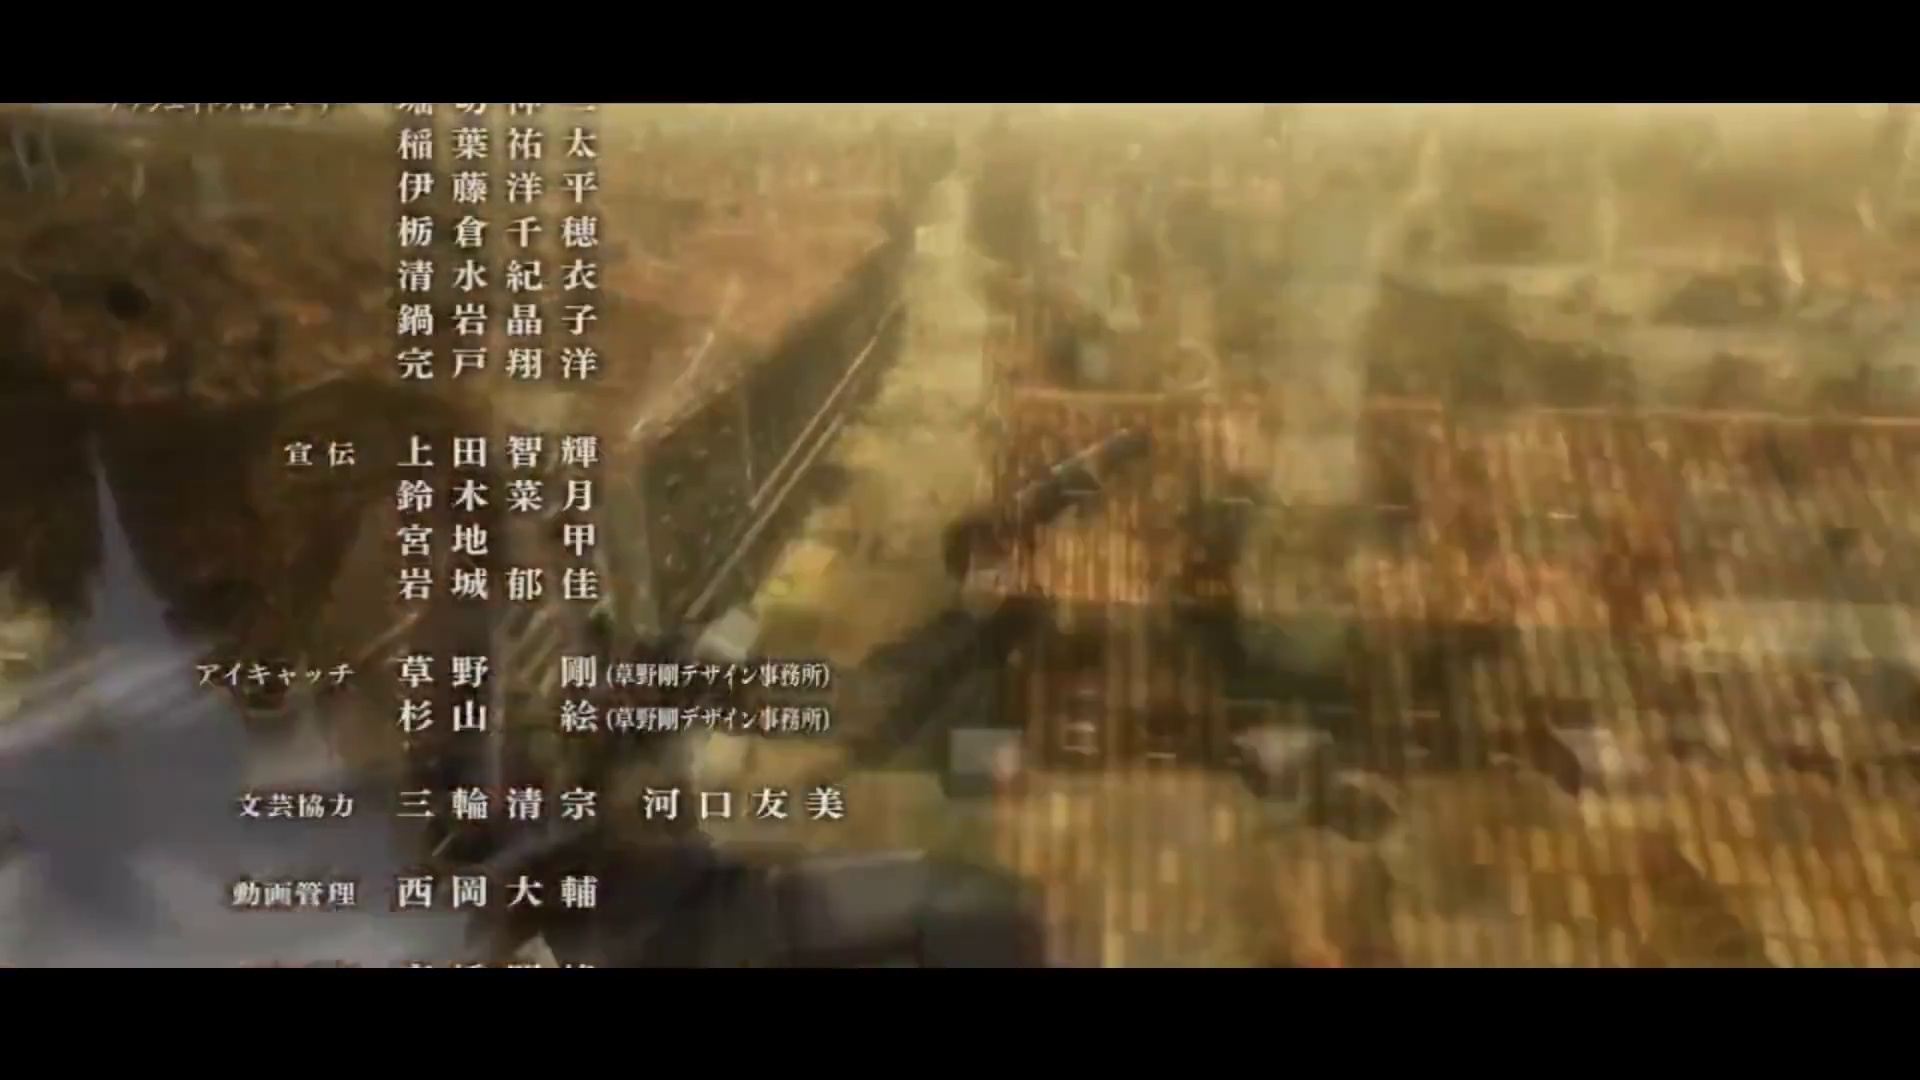 稲葉祐太
伊藤洋平
栃倉千穂
清水紀衣
鍋岩晶子
完戸翔洋
宣伝 上田智輝
鈴木菜月
宮地 甲
岩城郁佳
アイキャッチ 草野 剛(草野剛デザイン事務所)
杉山 絵(草野剛デザイン事務所)
文芸協力 三輪清宗 河口友美
動画管理 西岡大輔